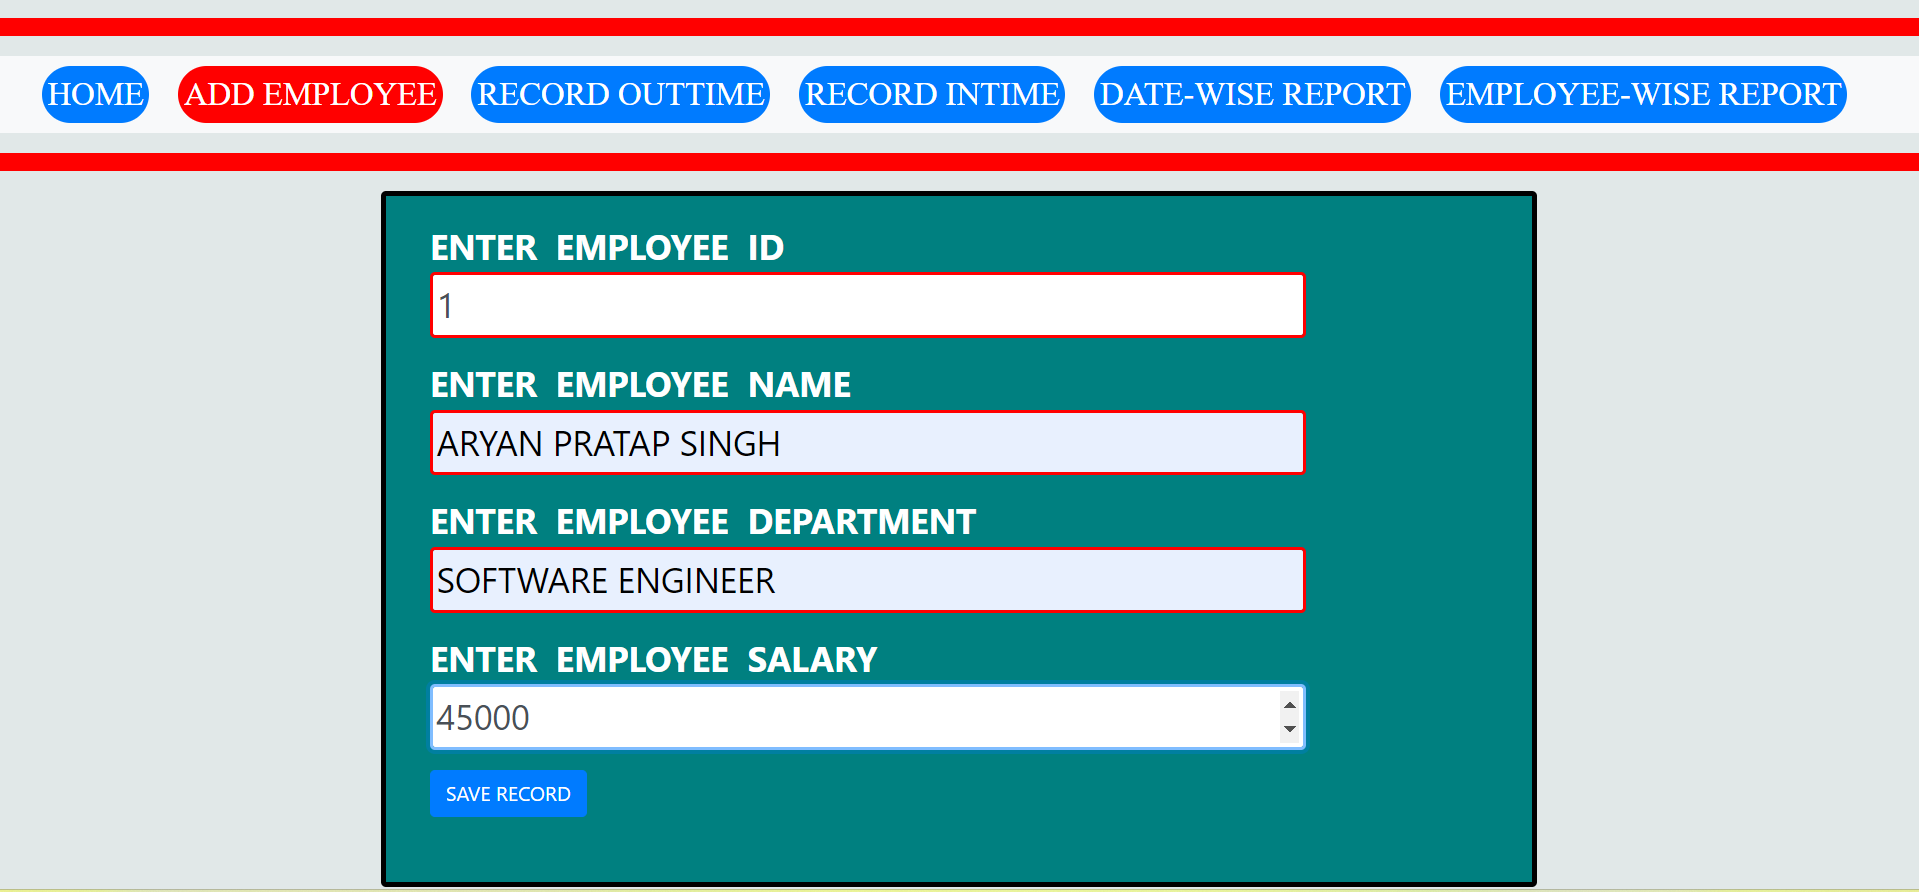 HOME ADD EMPLOYEE RECORD OUTTIME RECORD INTIME DATE-WISE REPORT EMPLOYEE-WISE REPORT
ENTER EMPLOYEE ID
1
ENTER EMPLOYEE NAME
ARYAN PRATAP SINGH
ENTER EMPLOYEE DEPARTMENT
SOFTWARE ENGINEER
ENTER EMPLOYEE SALARY
45000
SAVE RECORD